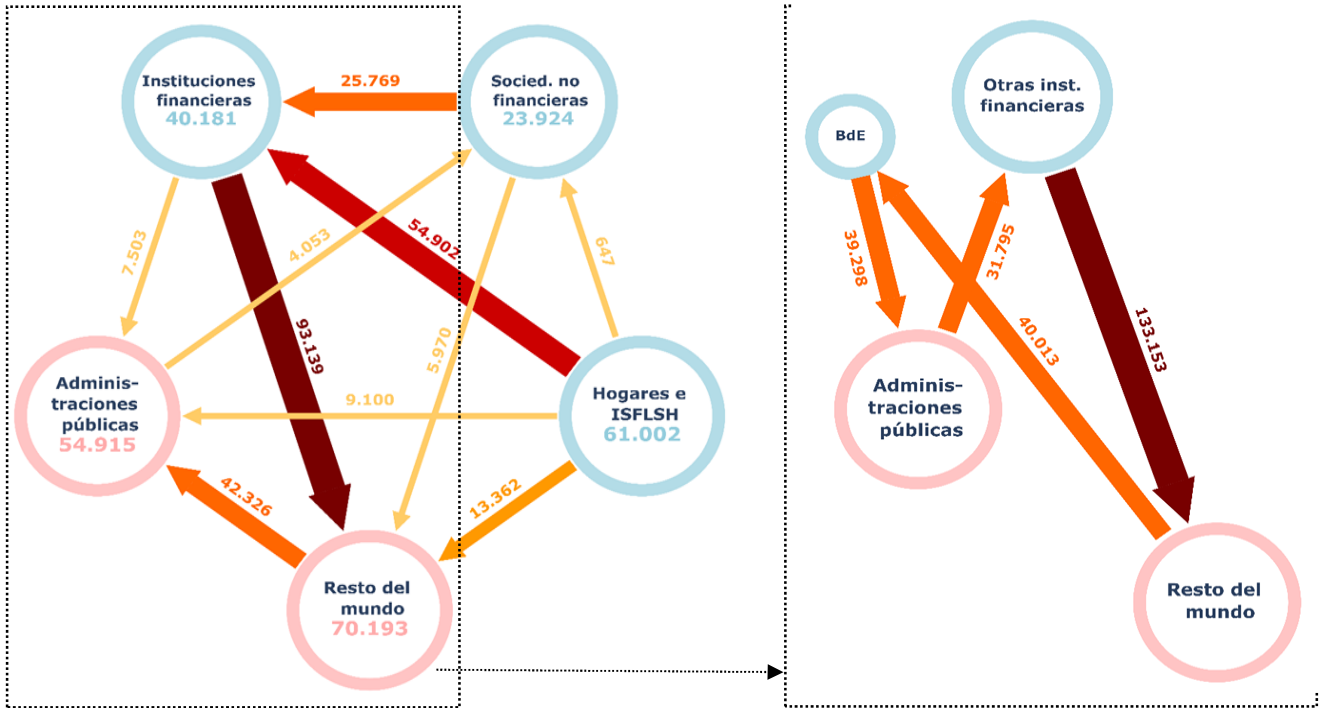 Instituciones
financieras
40.181
25.769
Socied. no
financieras
23.924
7.503
4.053
54.902
647
93.139
5.970
Adminis-
traciones
públicas
54.915
9.100
Hogares e
ISFLSH
61.002
42.326
13.362
Resto del
mundo
70.193
Otras inst.
financieras
BdE
39.298
31.795
40.013
133.153
Adminis-
traciones
públicas
Resto del
mundo